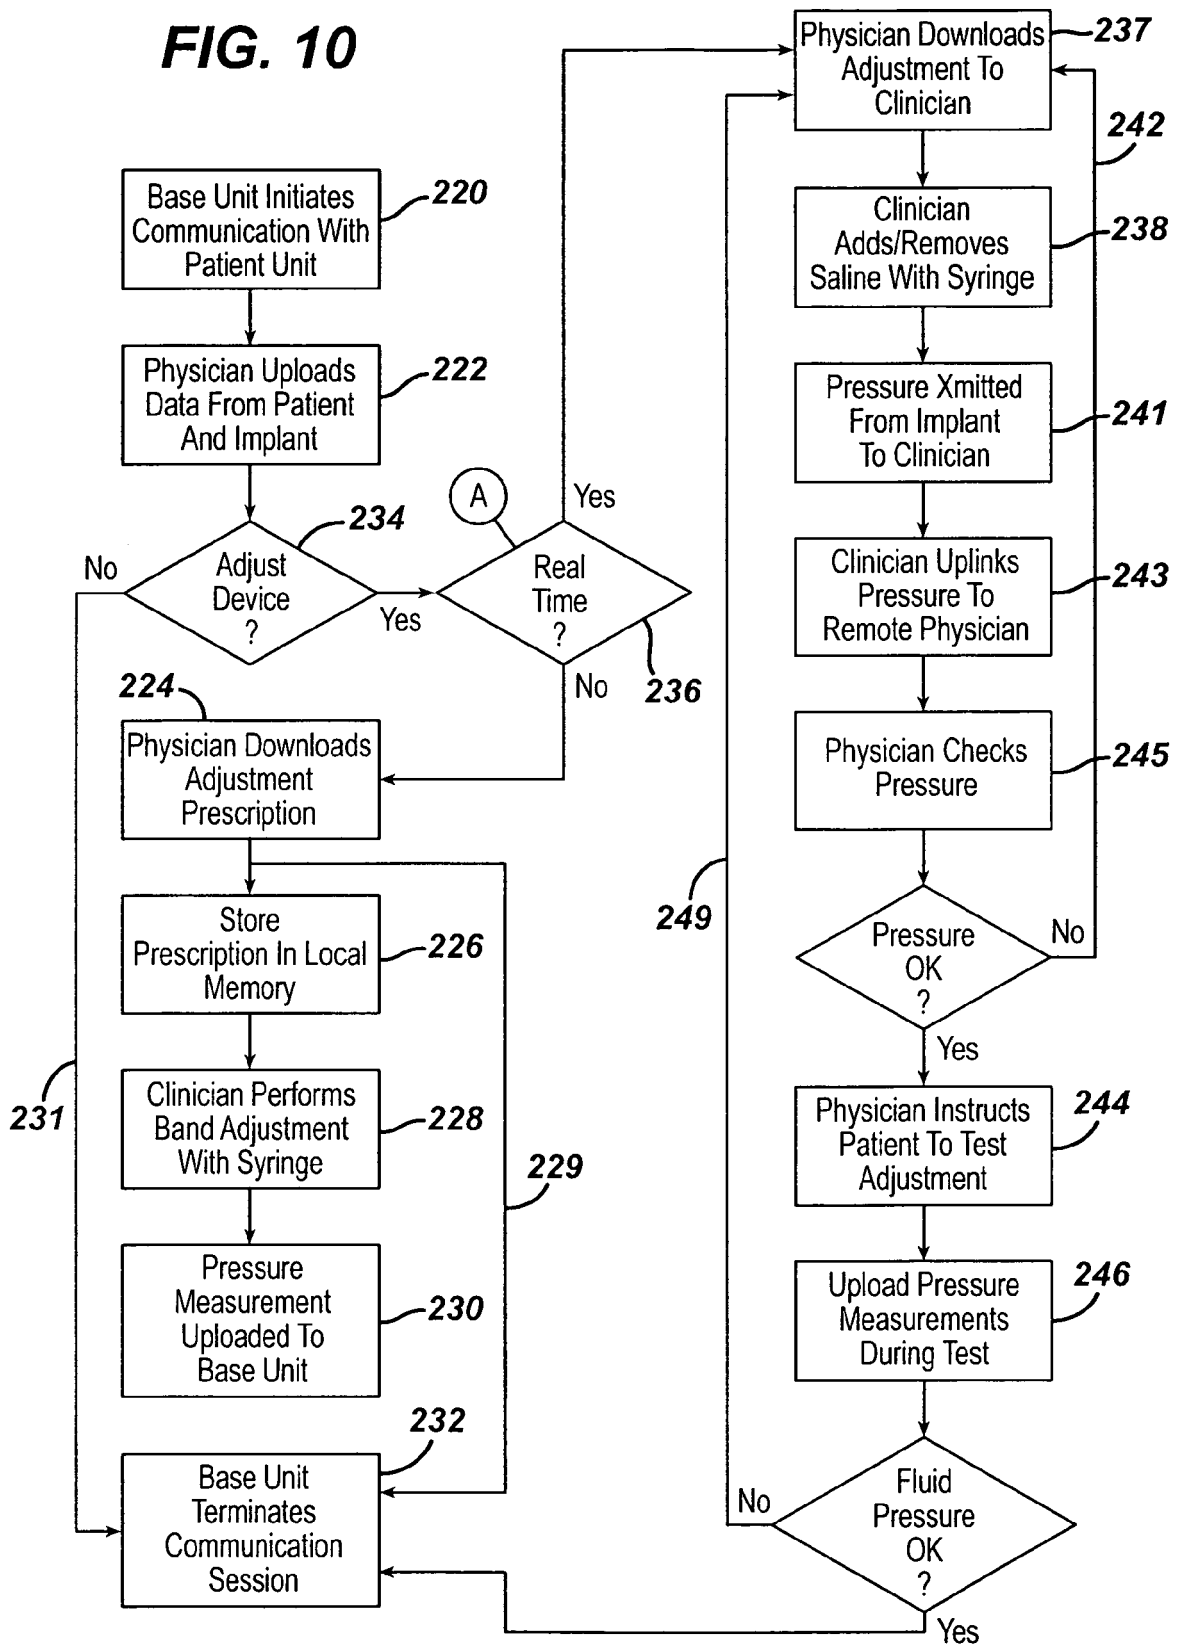 FIG. 10
Base Unit Initiates
Communication With
Patient Unit
220
Physician Uploads
Data From Patient
And Implant
222
Adjust
Device
?
234
No
Yes
A
Real
Time
?
236
Yes
No
224
Physician Downloads
Adjustment
Prescription
Store
Prescription In Local
Memory
226
Clinician Performs
Band Adjustment
With Syringe
228
229
231
Pressure
Measurement
Uploaded To
Base Unit
230
232
Base Unit
Terminates
Communication
Session
Physician Downloads
Adjustment To
Clinician
237
242
Clinician
Adds/Removes
Saline With Syringe
238
Pressure Xmitted
From Implant
To Clinician
241
Clinician Uplinks
Pressure To
Remote Physician
243
Physician Checks
Pressure
245
249
Pressure
OK
?
No
Yes
Physician Instructs
Patient To Test
Adjustment
244
Upload Pressure
Measurements
During Test
246
Fluid
Pressure
OK
?
No
Yes